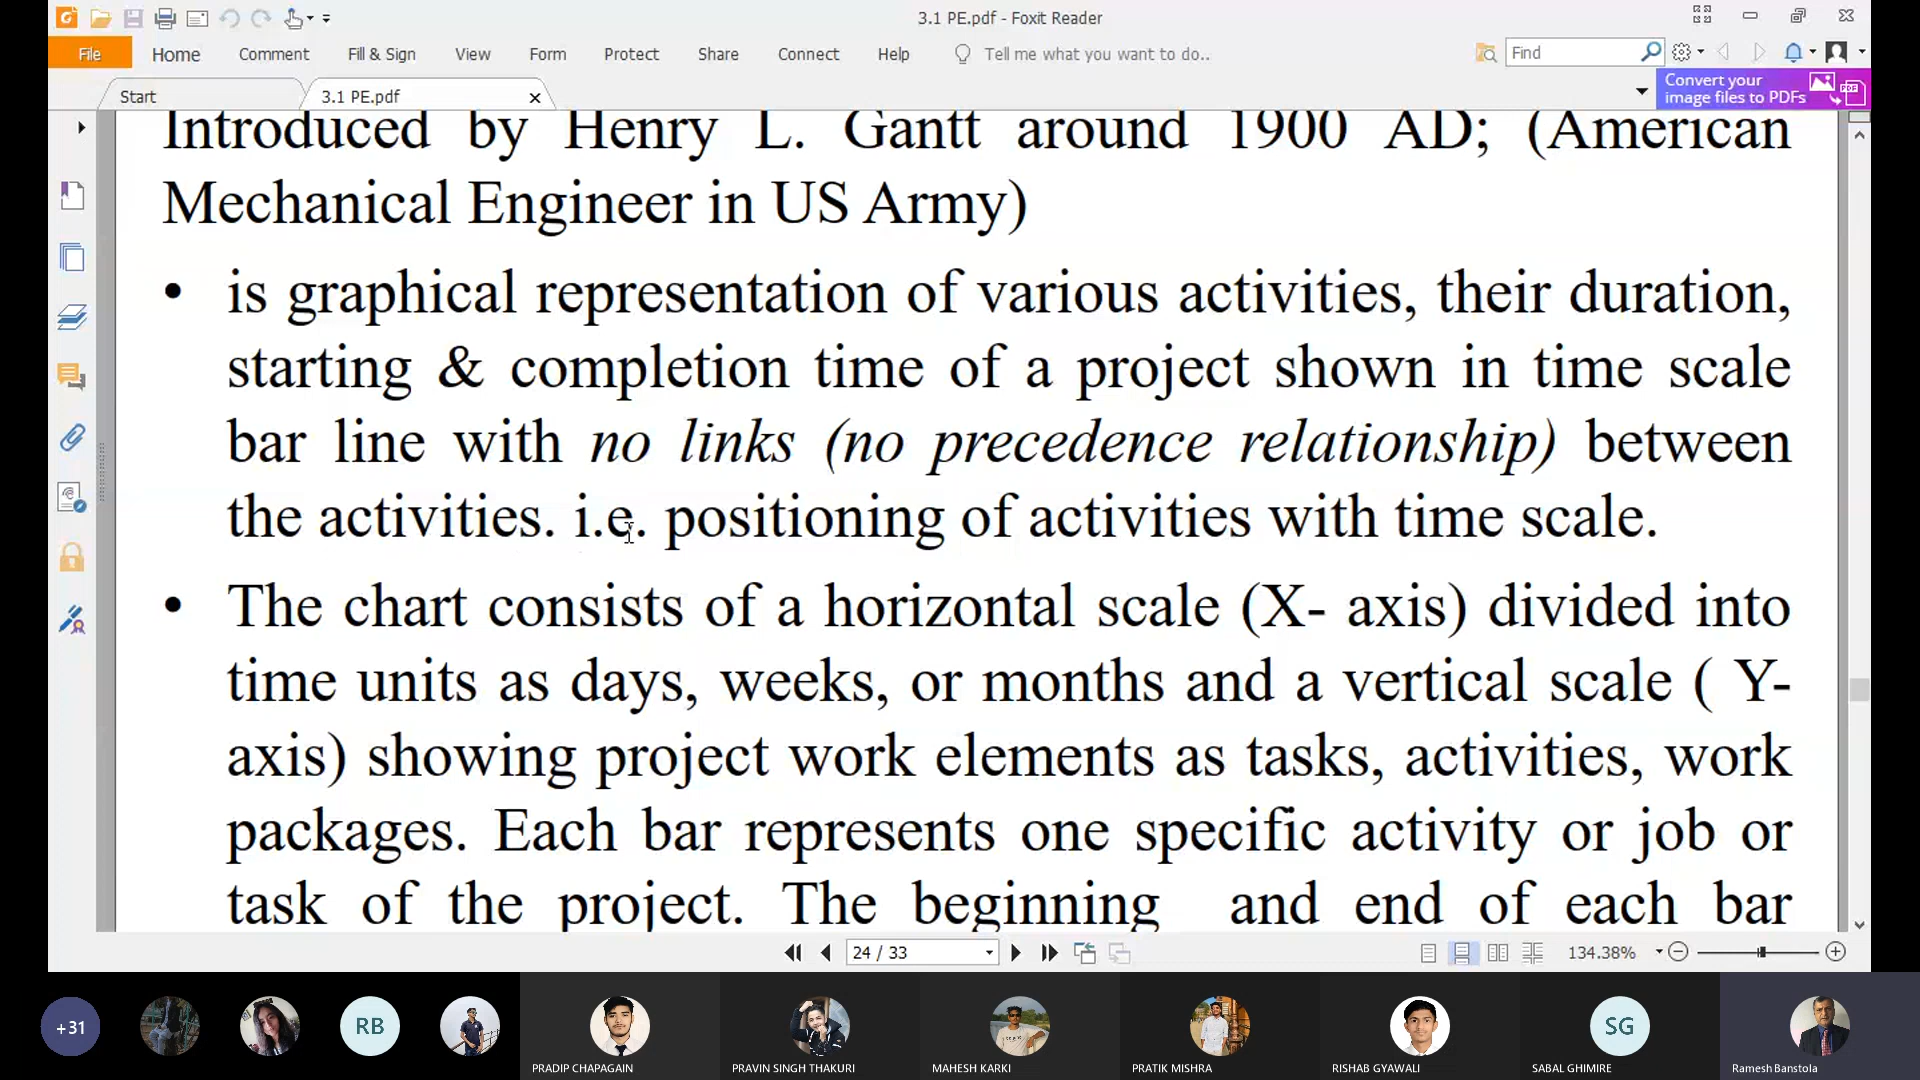 3.1 PE.pdf - Foxit Reader
File Home Comment Fill & Sign View Form Protect Share Connect Help Tell me what you want to do.. Find
Start 3.1 PE.pdf
Convert your
image files to PDFs
PDF
Introduced by Henry L. Gantt around 1900 AD; (American
Mechanical Engineer in US Army)
• is graphical representation of various activities, their duration,
starting & completion time of a project shown in time scale
bar line with no links (no precedence relationship) between
the activities. i.e. positioning of activities with time scale.
• The chart consists of a horizontal scale (X- axis) divided into
time units as days, weeks, or months and a vertical scale ( Y-
axis) showing project work elements as tasks, activities, work
packages. Each bar represents one specific activity or job or
task of the project. The beginning and end of each bar
24 / 33 134.38%
+31 RB SG
PRADIP CHAPAGAIN PRAVIN SINGH THAKURI MAHESH KARKI PRATIK MISHRA RISHAB GYAWALI SABAL GHIMIRE Ramesh Banstola